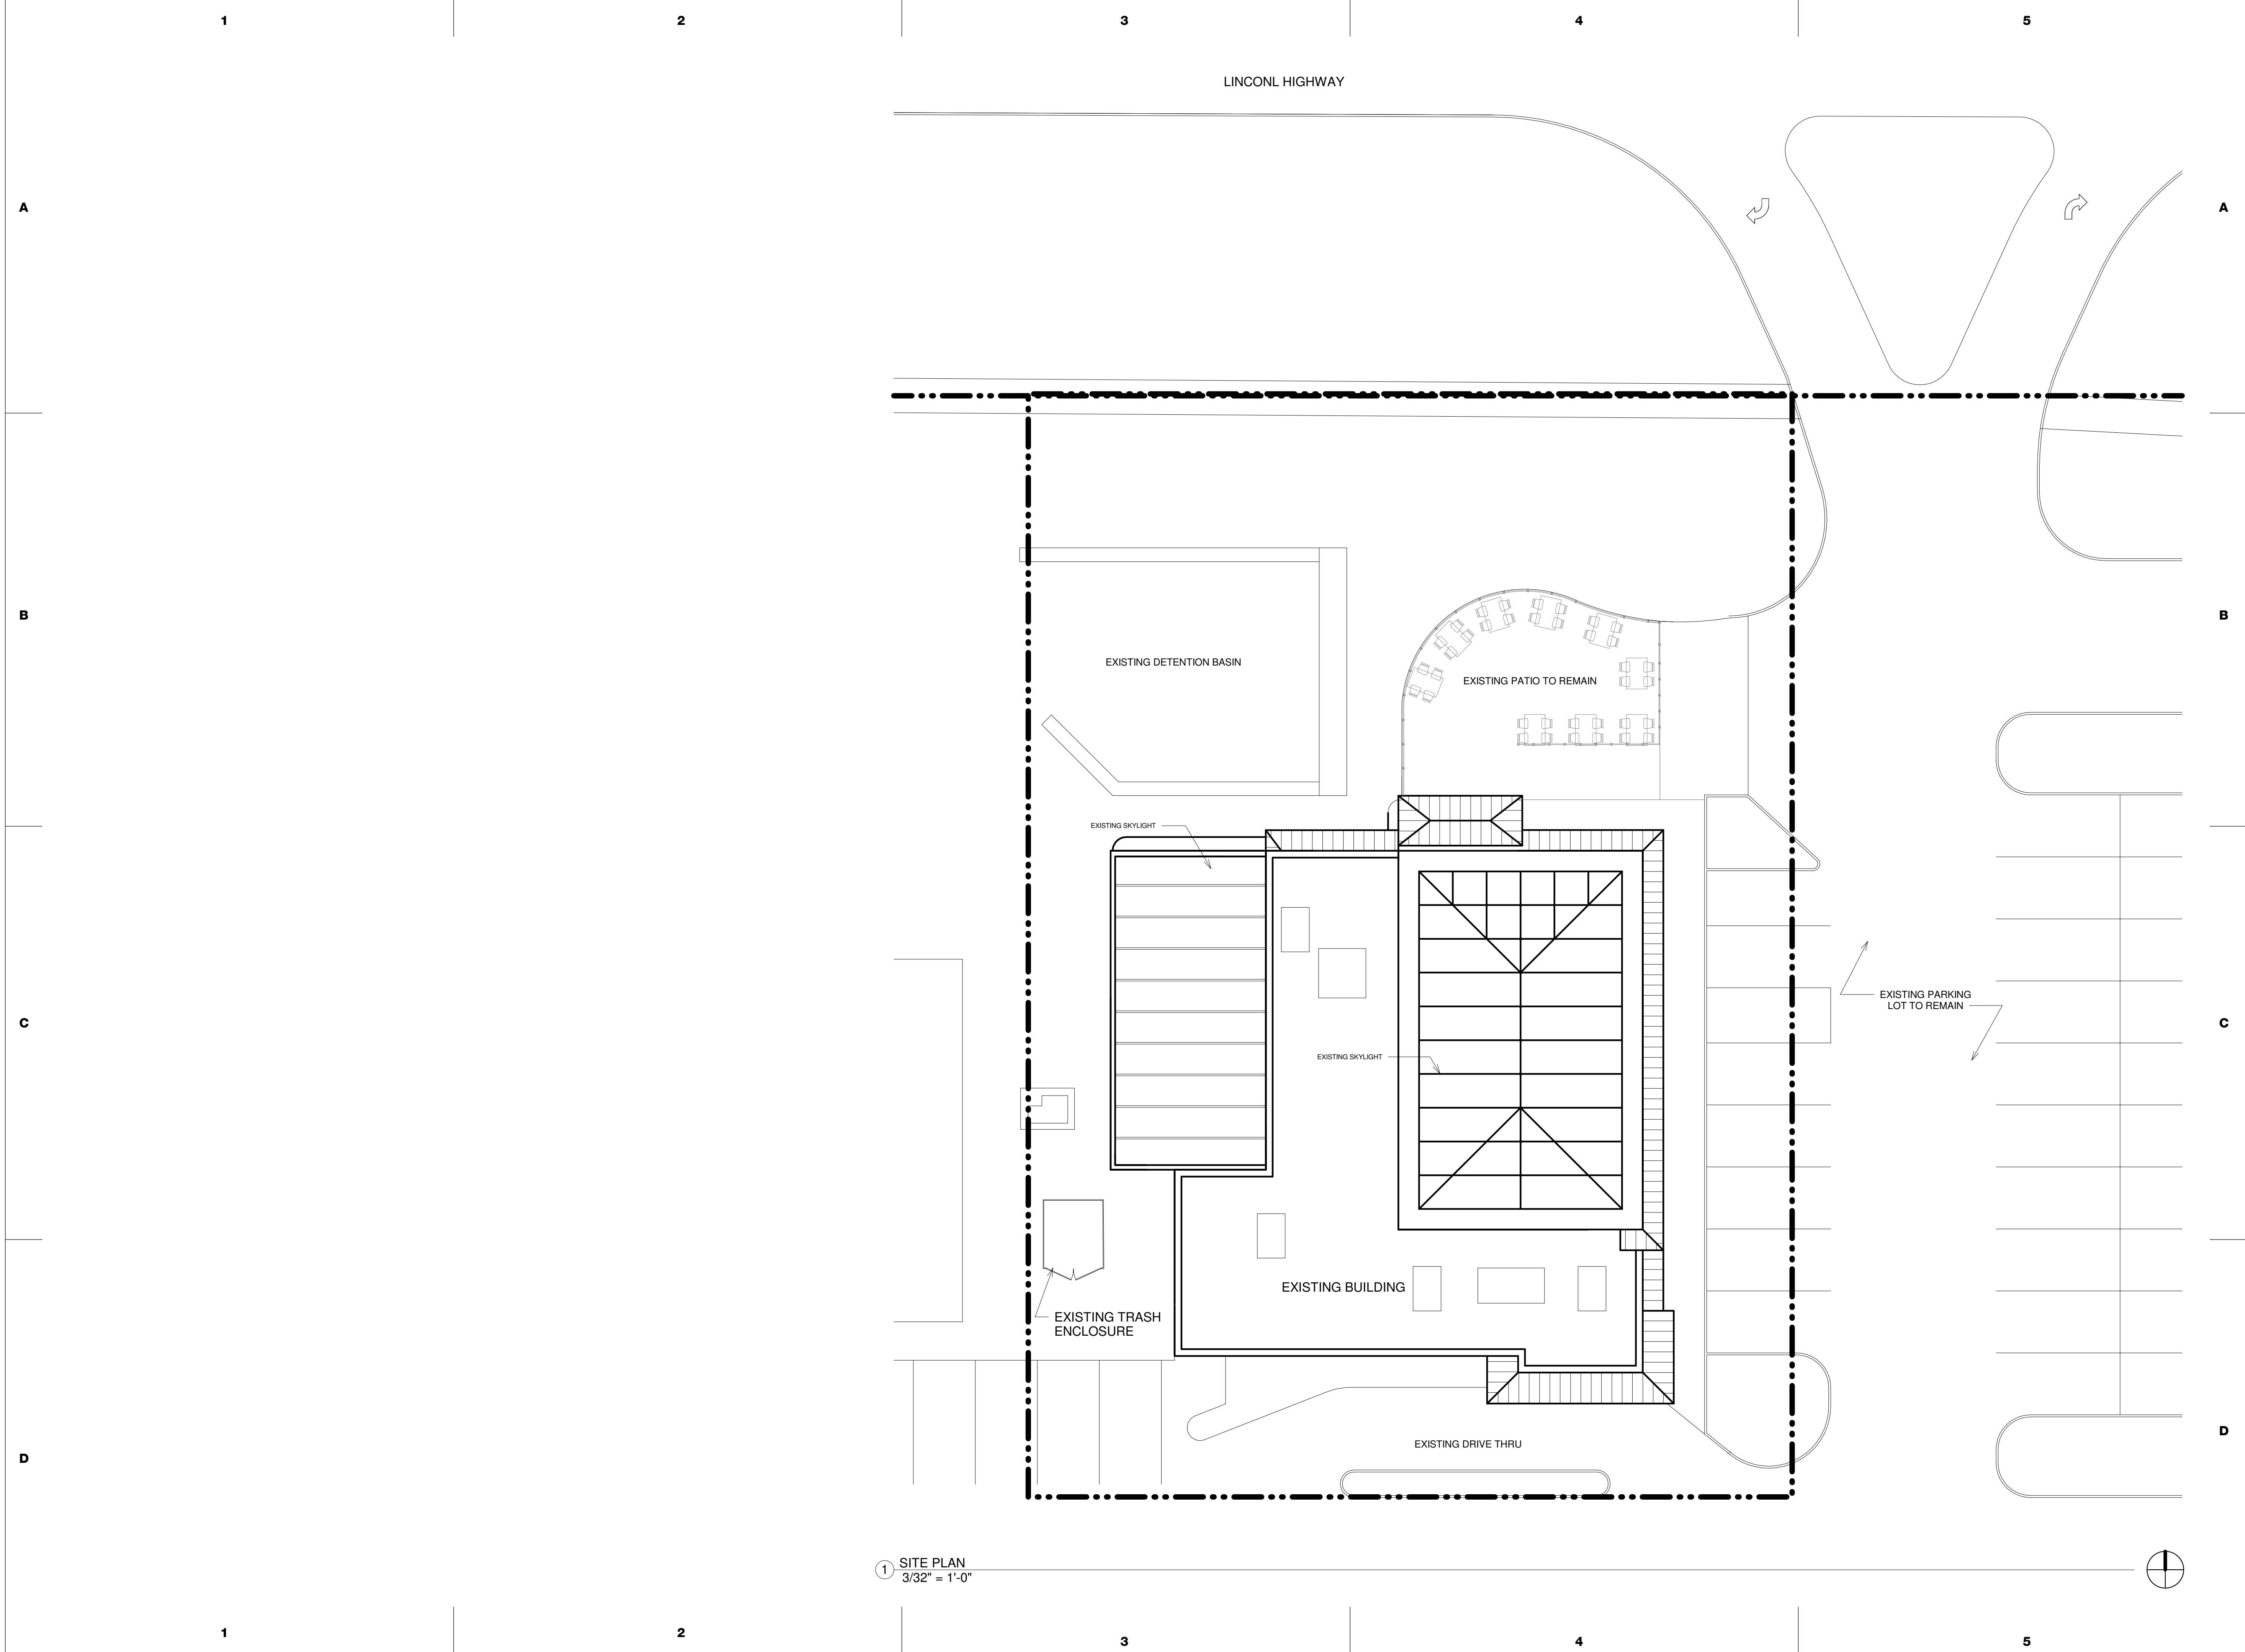 1 2 3 4 5
LINCONL HIGHWAY
A A
B B
EXISTING DETENTION BASIN
EXISTING PATIO TO REMAIN
EXISTING SKYLIGHT
EXISTING PARKING
LOT TO REMAIN
C C
EXISTING SKYLIGHT
EXISTING BUILDING
EXISTING TRASH
ENCLOSURE
D D
EXISTING DRIVE THRU
1 SITE PLAN
3/32" = 1'-0"
1 2 3 4 5